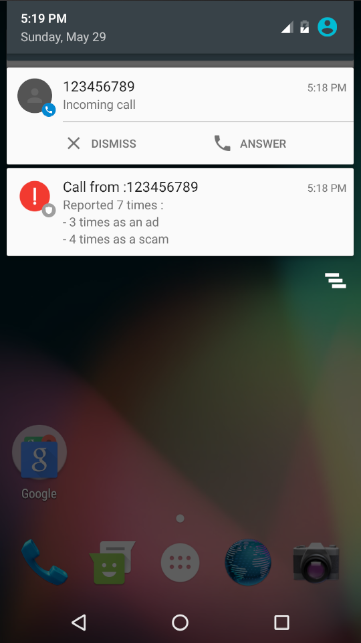 5:19 PM
Sunday, May 29
123456789 5:18 PM
Incoming call
DISMISS ANSWER
Call from :123456789 5:18 PM
Reported 7 times :
- 3 times as an ad
- 4 times as a scam
g
Google